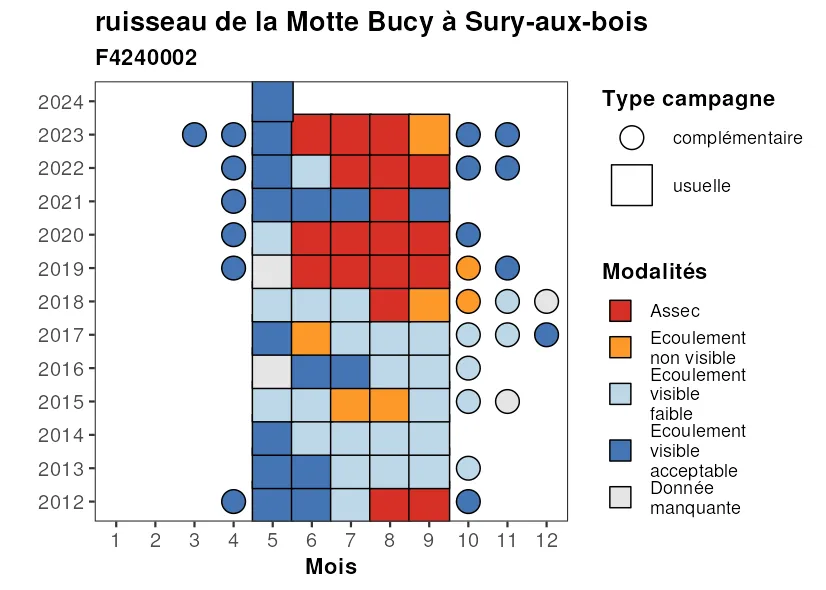 ruisseau de la Motte Bucy à Sury-aux-bois
F4240002
2024
2023
2022
2021
2020
2019
2018
2017
2016
2015
2014
2013
2012
1 2 3 4 5 6 7 8 9 10 11 12
Mois
Type campagne
complémentaire
usuelle
Modalités
Assec
Ecoulement
non visible
Ecoulement
visible
faible
Ecoulement
visible
acceptable
Donnée
manquante